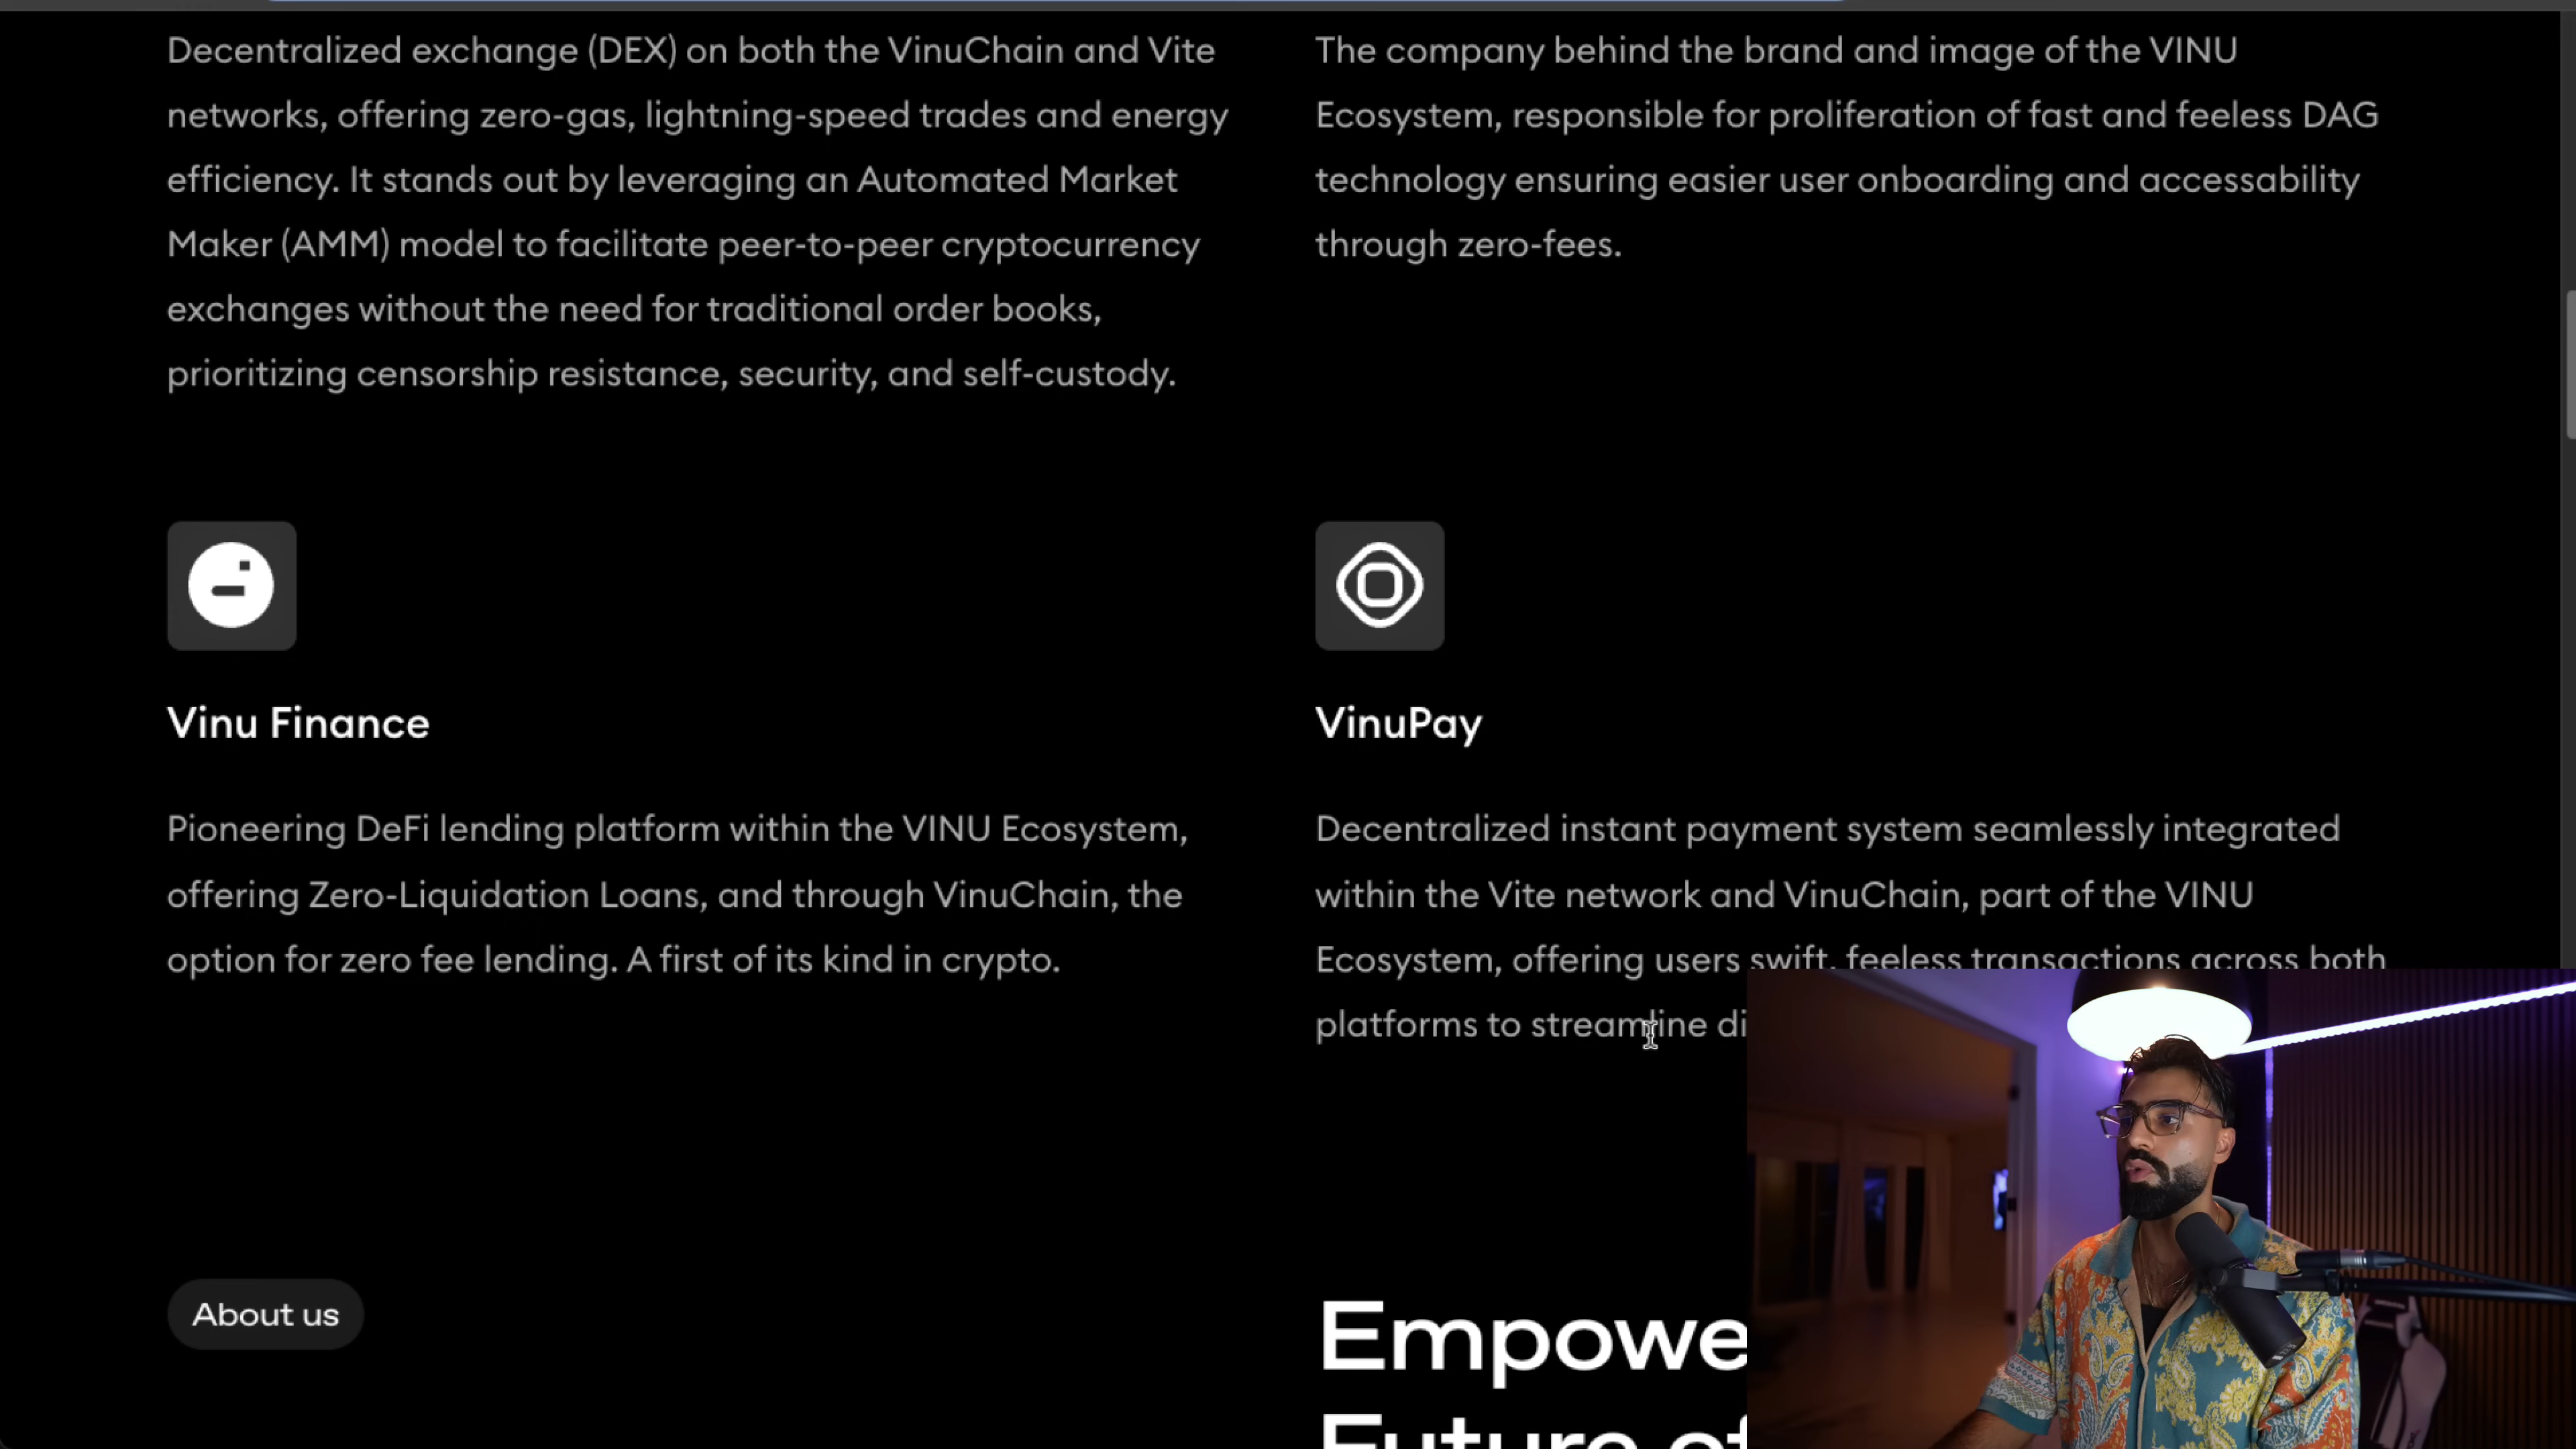 Decentralized exchange (DEX) on both the VinuChain and Vite
networks, offering zero-gas, lightning-speed trades and energy
efficiency. It stands out by leveraging an Automated Market
Maker (AMM) model to facilitate peer-to-peer cryptocurrency
exchanges without the need for traditional order books,
prioritizing censorship resistance, security, and self-custody.
The company behind the brand and image of the VINU
Ecosystem, responsible for proliferation of fast and feeless DAG
technology ensuring easier user onboarding and accessability
through zero-fees.
Vinu Finance
Pioneering DeFi lending platform within the VINU Ecosystem,
offering Zero-Liquidation Loans, and through VinuChain, the
option for zero fee lending. A first of its kind in crypto.
VinuPay
Decentralized instant payment system seamlessly integrated
within the Vite network and VinuChain, part of the VINU
Ecosystem, offering users swift, feeless transactions across both
platforms to streamline di
About us
Empowe
Future of